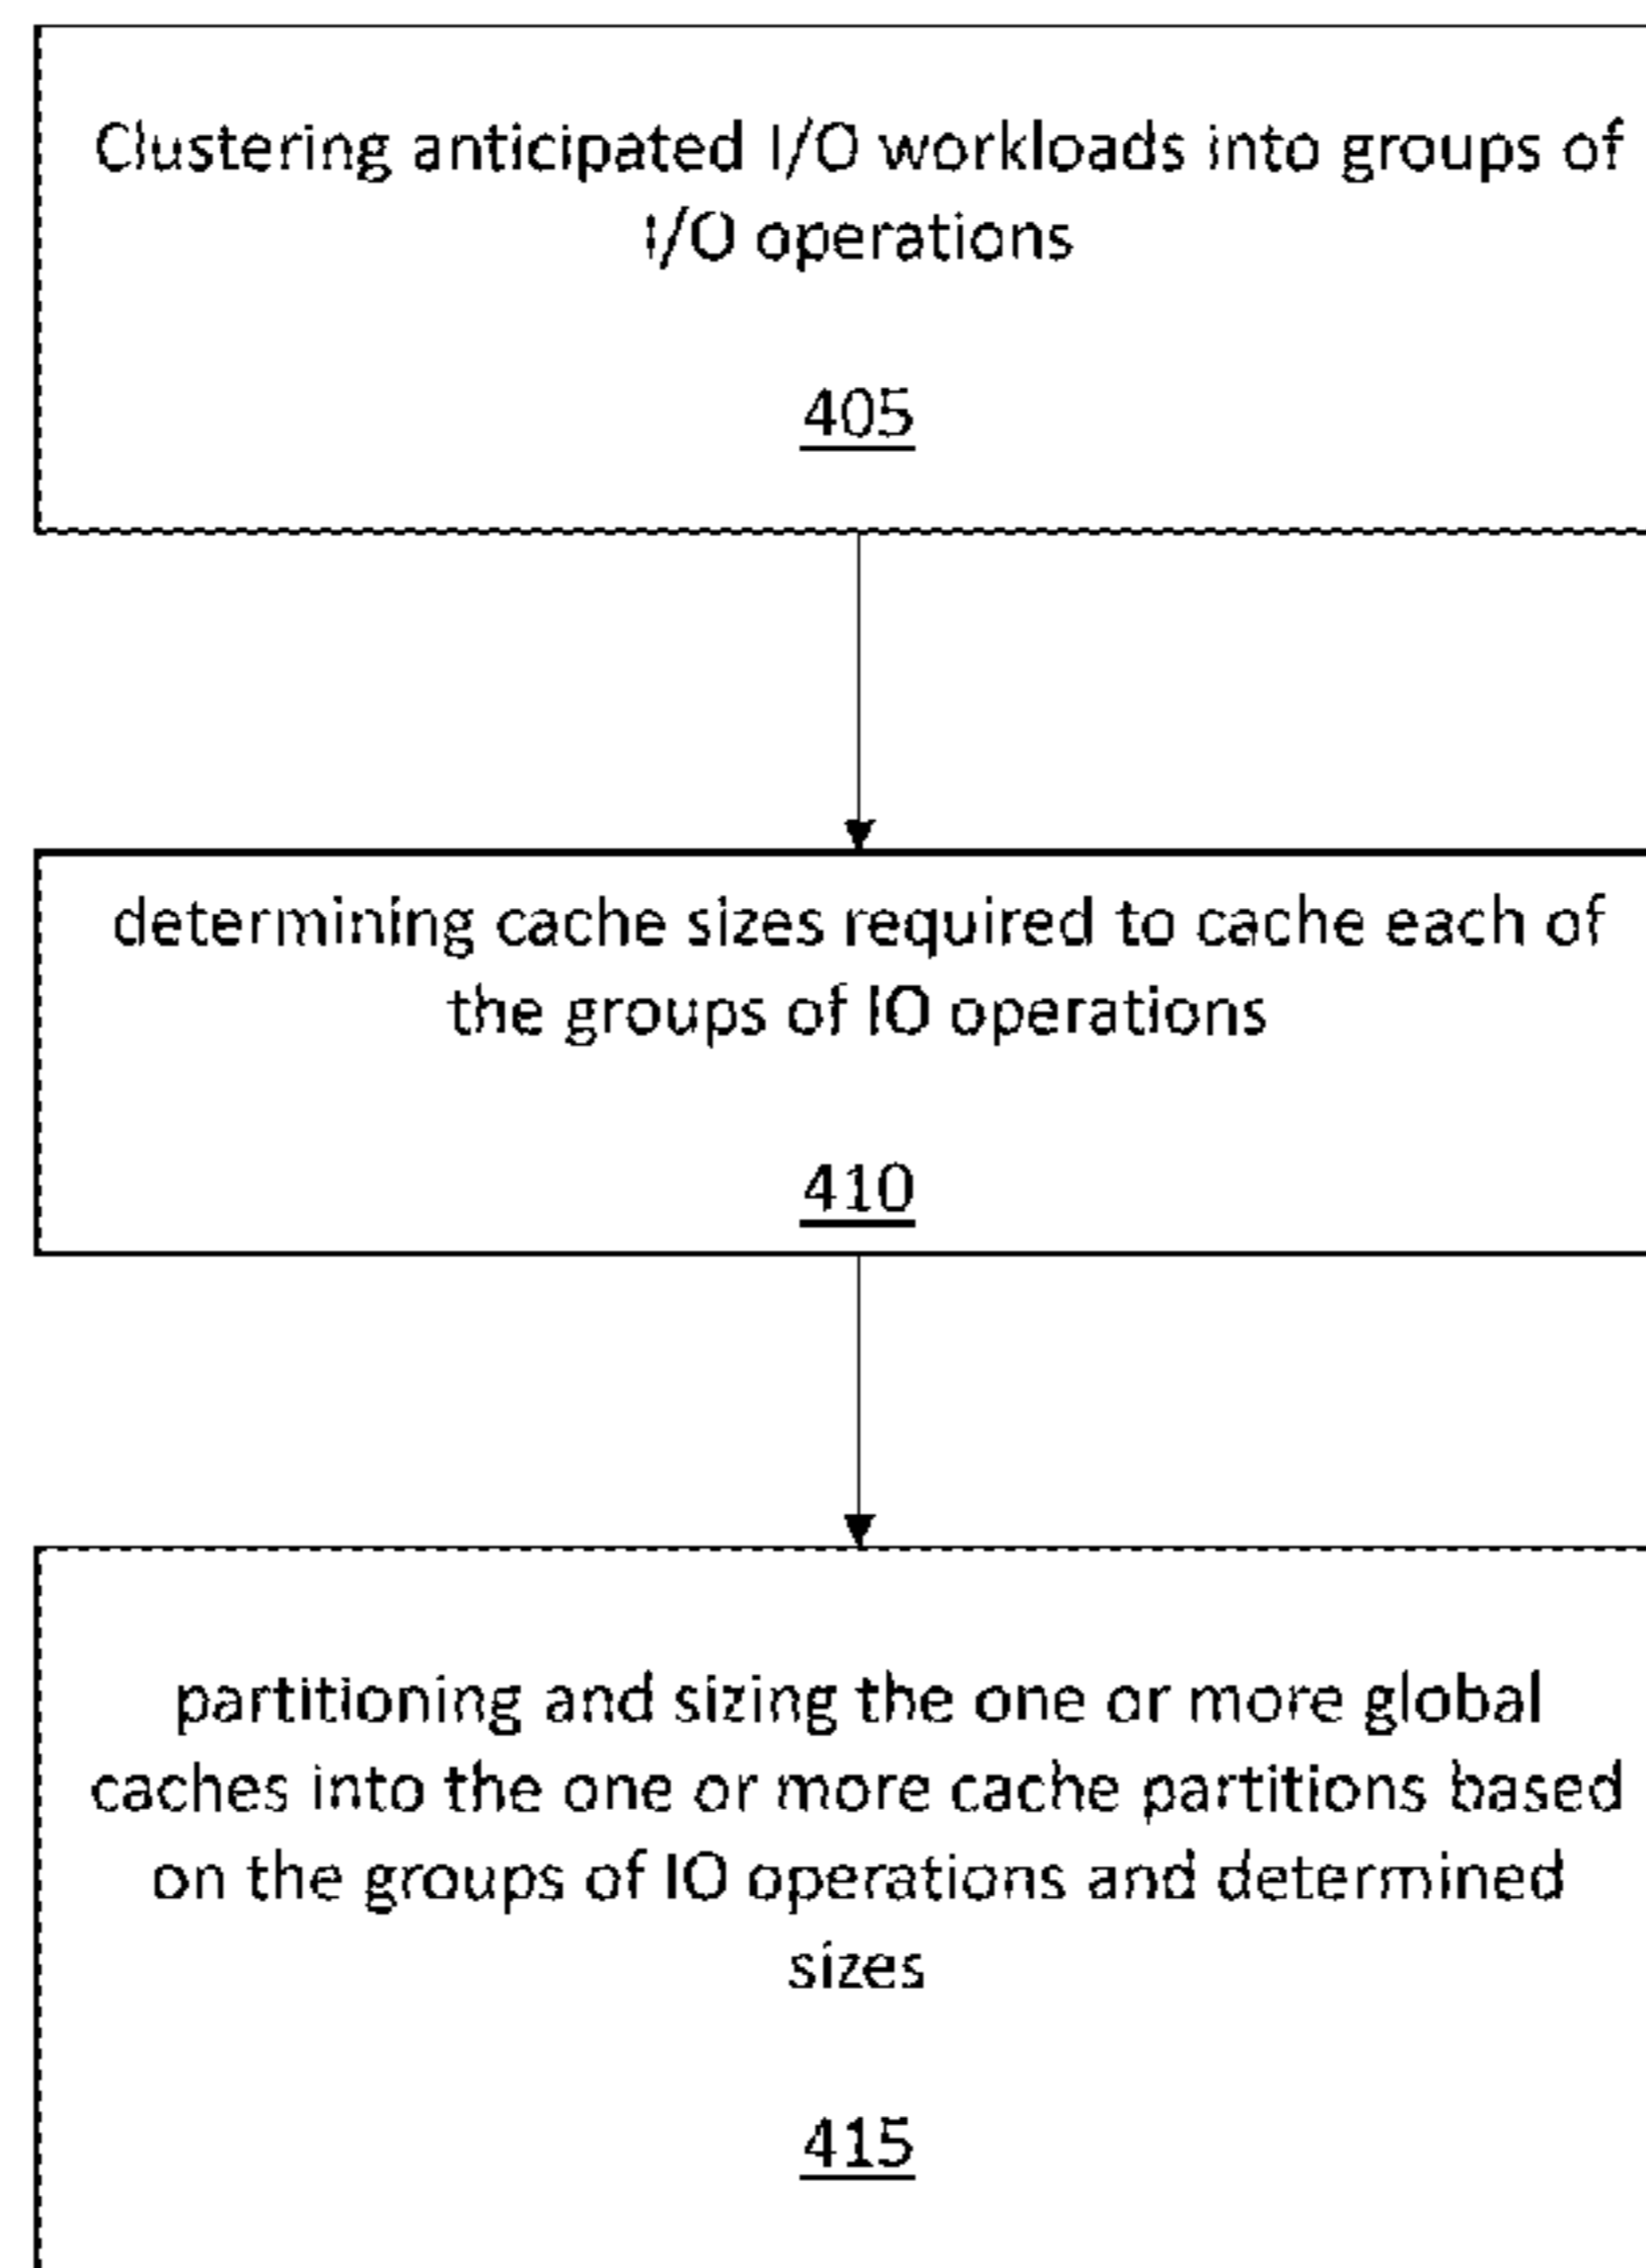 Clustering anticipated I/O workloads into groups of
I/O operations
405
determining cache sizes required to cache each of
the groups of IO operations
410
partitioning and sizing the one or more global
caches into the one or more cache partitions based
on the groups of IO operations and determined
sizes
415